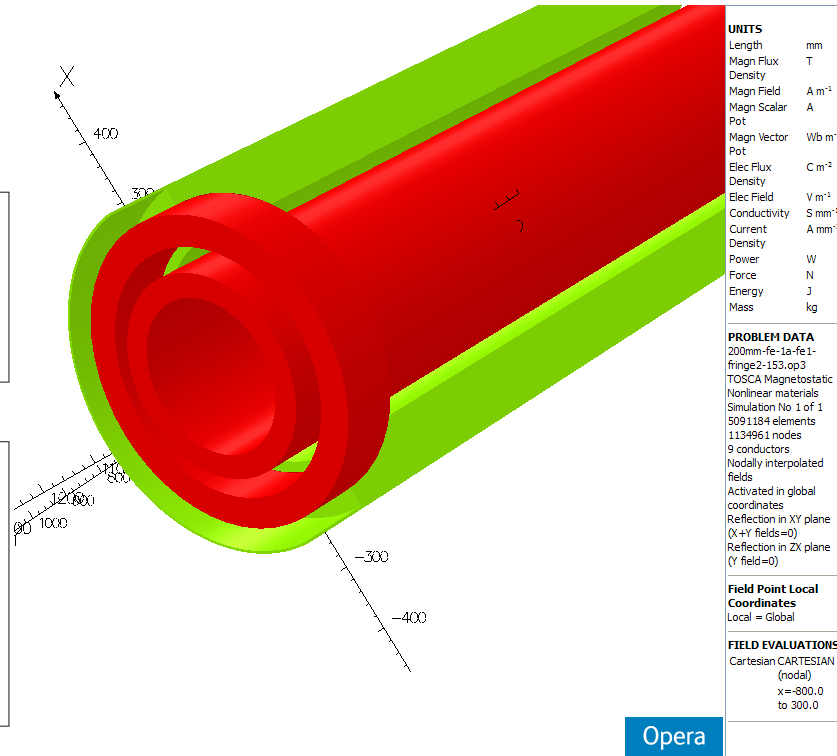 X
400
300
0
1100
800
1200
1000
-300
-400
UNITS
Length mm
Magn Flux T
Density
Magn Field A m⁻¹
Magn Scalar A
Pot
Magn Vector Wb m⁻
Pot
Elec Flux C m⁻²
Density
Elec Field V m⁻¹
Conductivity S mm⁻¹
Current A mm⁻
Density
Power W
Force N
Energy J
Mass kg
PROBLEM DATA
200mm-fe-1a-fe1-
fringe2-153.op3
TOSCA Magnetostatic
Nonlinear materials
Simulation No 1 of 1
5091184 elements
1134961 nodes
9 conductors
Nodally interpolated
fields
Activated in global
coordinates
Reflection in XY plane
(X+Y fields=0)
Reflection in ZX plane
(Y field=0)
Field Point Local
Coordinates
Local = Global
FIELD EVALUATIONS
Cartesian CARTESIAN
(nodal)
x=-800.0
to 300.0
Opera